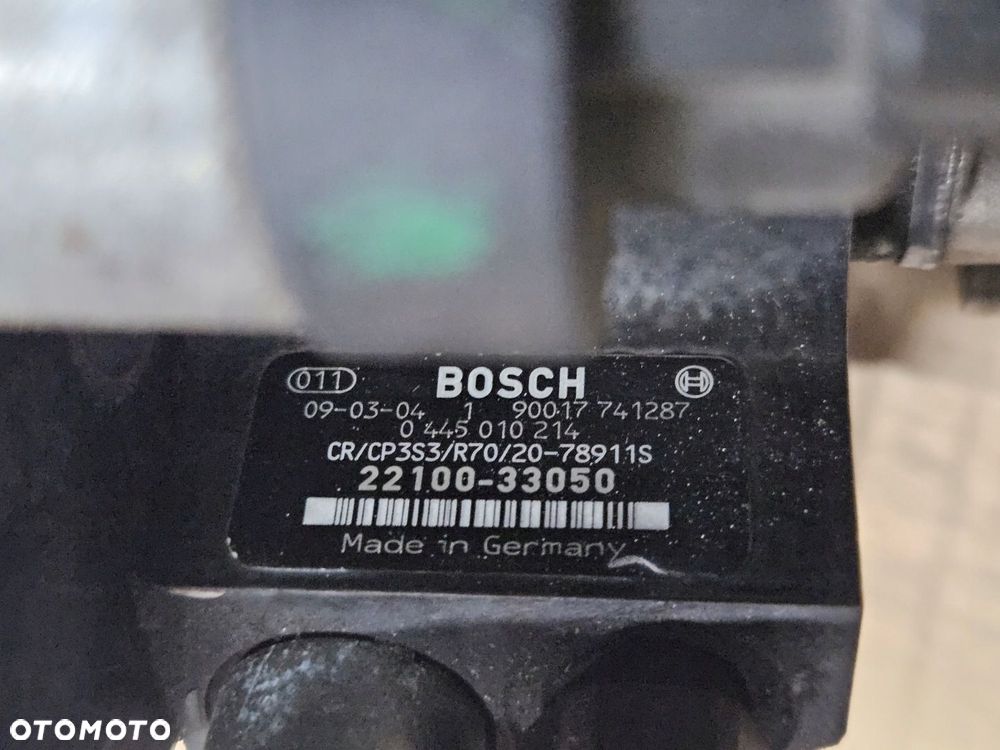 011 BOSCH
09-03-04 1 90017 741287
0 445 010 214
CR/CP3S3/R70/20-78911S
22100-33050
Made in Germany
OTOMOTO